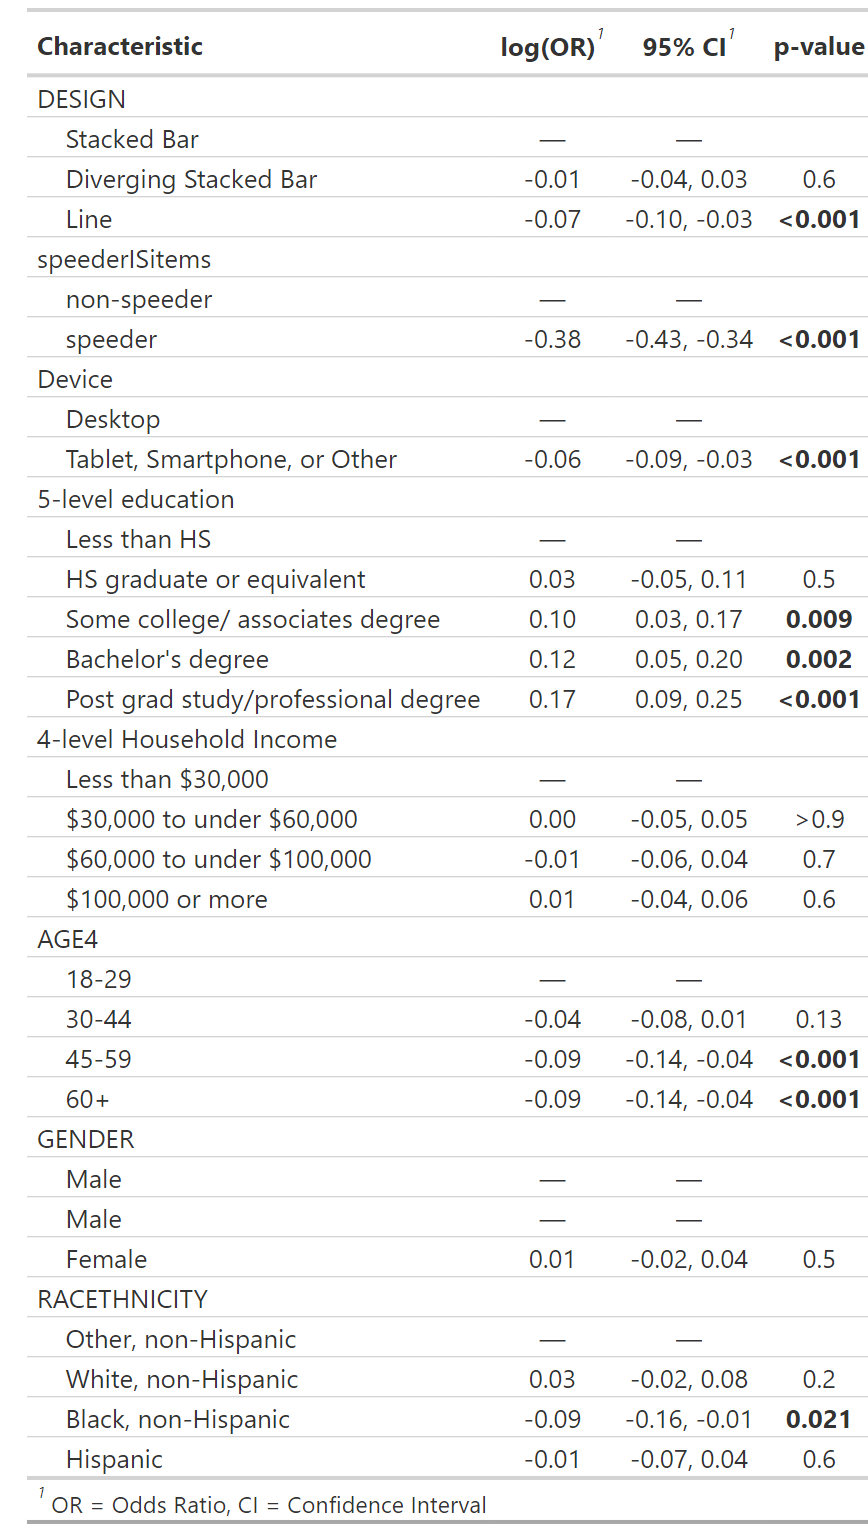 Characteristic log(OR)1 95% CI1 p-value
DESIGN
Stacked Bar — —
Diverging Stacked Bar -0.01 -0.04, 0.03 0.6
Line -0.07 -0.10, -0.03 <0.001
speederISitems
non-speeder — —
speeder -0.38 -0.43, -0.34 <0.001
Device
Desktop — —
Tablet, Smartphone, or Other -0.06 -0.09, -0.03 <0.001
5-level education
Less than HS — —
HS graduate or equivalent 0.03 -0.05, 0.11 0.5
Some college/ associates degree 0.10 0.03, 0.17 0.009
Bachelor's degree 0.12 0.05, 0.20 0.002
Post grad study/professional degree 0.17 0.09, 0.25 <0.001
4-level Household Income
Less than $30,000 — —
$30,000 to under $60,000 0.00 -0.05, 0.05 >0.9
$60,000 to under $100,000 -0.01 -0.06, 0.04 0.7
$100,000 or more 0.01 -0.04, 0.06 0.6
AGE4
18-29 — —
30-44 -0.04 -0.08, 0.01 0.13
45-59 -0.09 -0.14, -0.04 <0.001
60+ -0.09 -0.14, -0.04 <0.001
GENDER
Male — —
Male — —
Female 0.01 -0.02, 0.04 0.5
RACETHNICITY
Other, non-Hispanic — —
White, non-Hispanic 0.03 -0.02, 0.08 0.2
Black, non-Hispanic -0.09 -0.16, -0.01 0.021
Hispanic -0.01 -0.07, 0.04 0.6
1 OR = Odds Ratio, CI = Confidence Interval